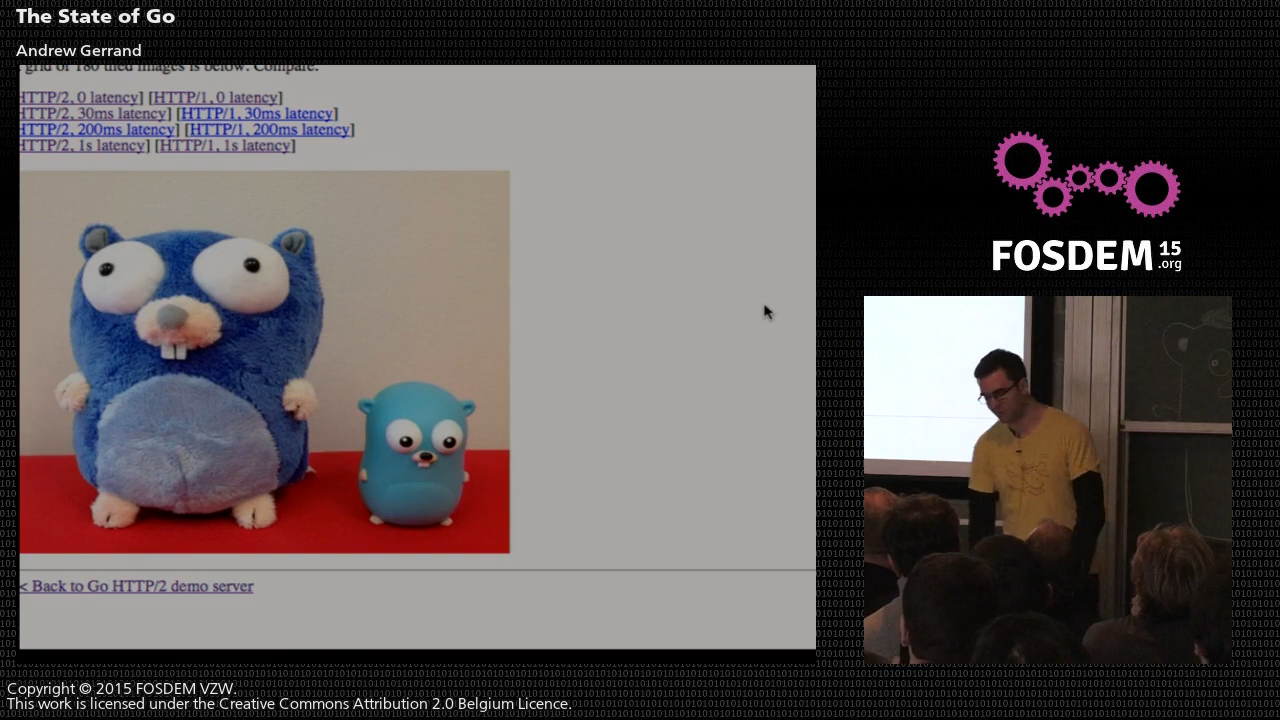 The State of Go
Andrew Gerrand
grid of 180 tiled images is below. Compare:
HTTP/2, 0 latency] [HTTP/1, 0 latency]
HTTP/2, 30ms latency] [HTTP/1, 30ms latency]
HTTP/2, 200ms latency] [HTTP/1, 200ms latency]
HTTP/2, 1s latency] [HTTP/1, 1s latency]
< Back to Go HTTP/2 demo server
FOSDEM 15
.org
Copyright © 2015 FOSDEM VZW.
This work is licensed under the Creative Commons Attribution 2.0 Belgium Licence.